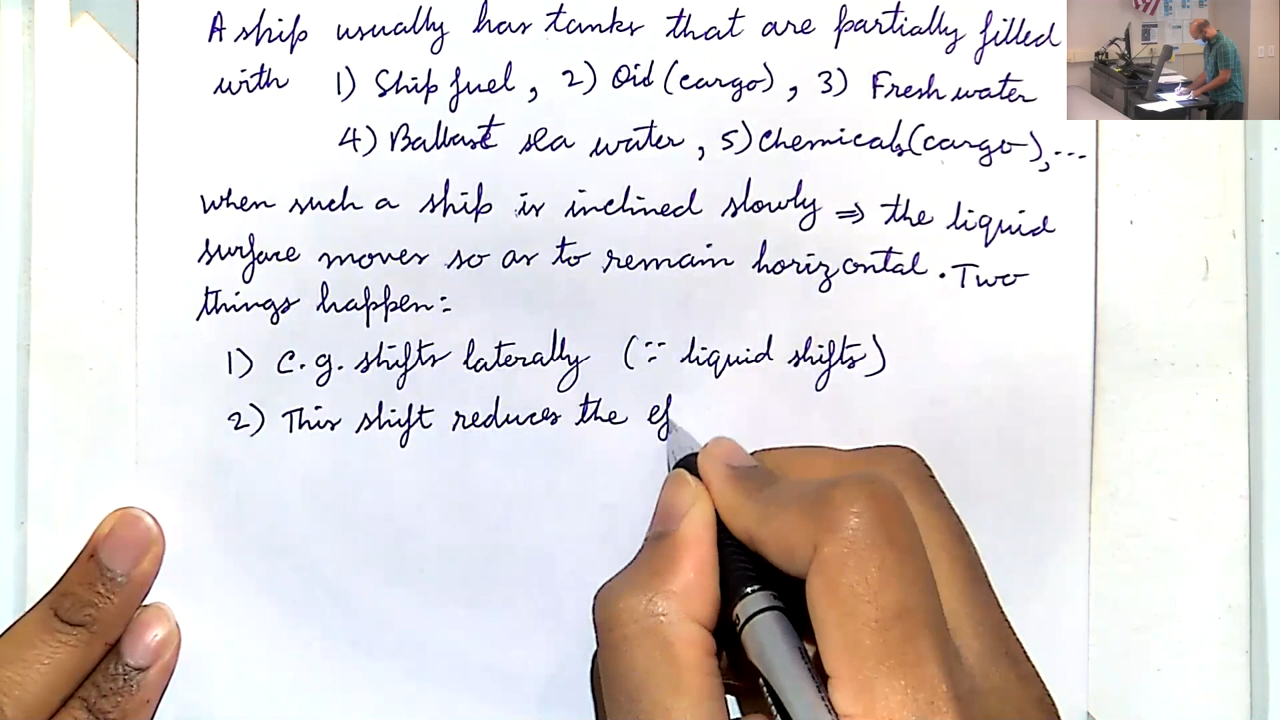 A ship usually has tanks that are partially filled
with 1) Ship fuel, 2) Oil (cargo), 3) Fresh water
4) Ballast sea water, 5) Chemicals (cargo), ...
when such a ship is inclined slowly ⇒ the liquid
surface moves so as to remain horizontal. Two
things happen:
1) C.g. shifts laterally (∵ liquid shifts)
2) This shift reduces the ef